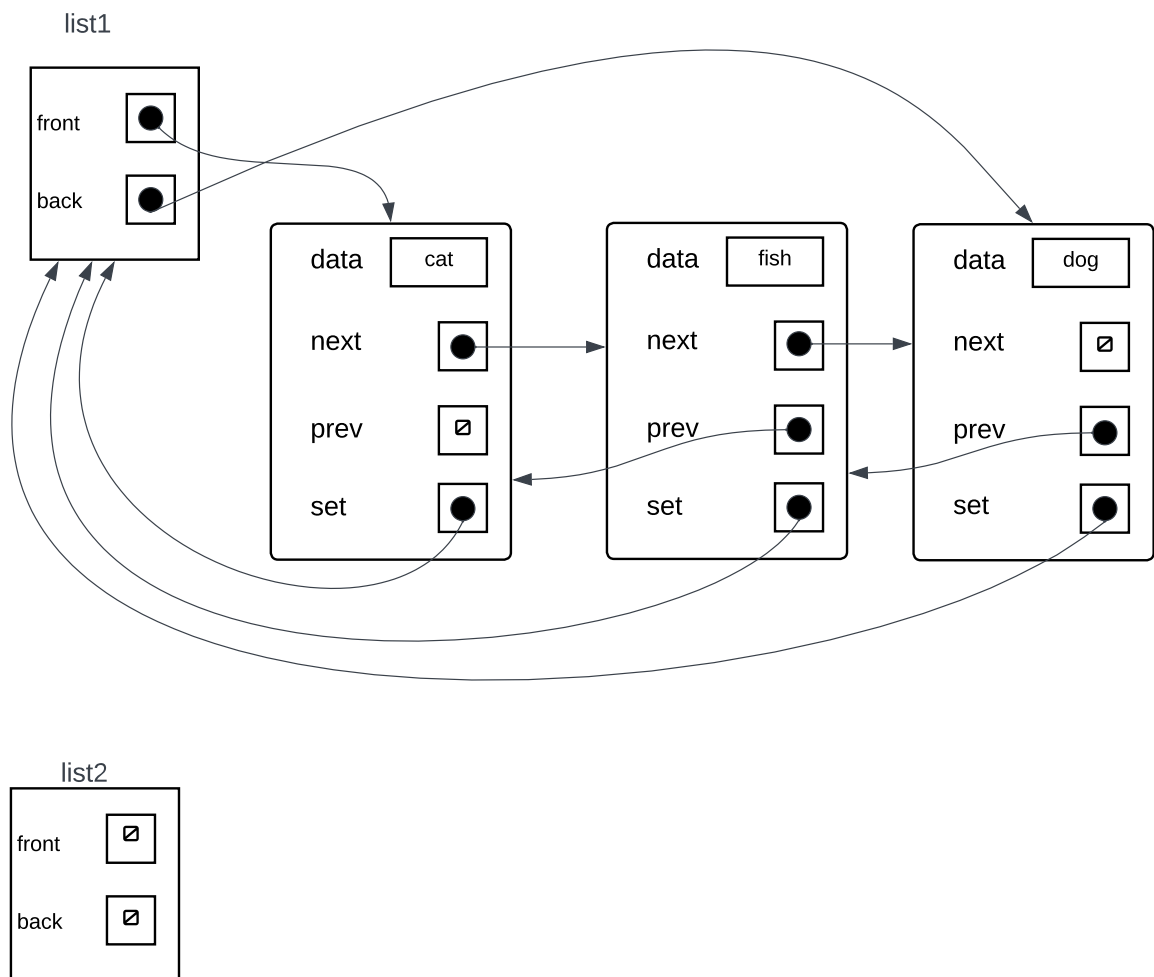 list1
front
back
data cat
next
prev
set
data fish
next
prev
set
data dog
next
prev
set
list2
front
back